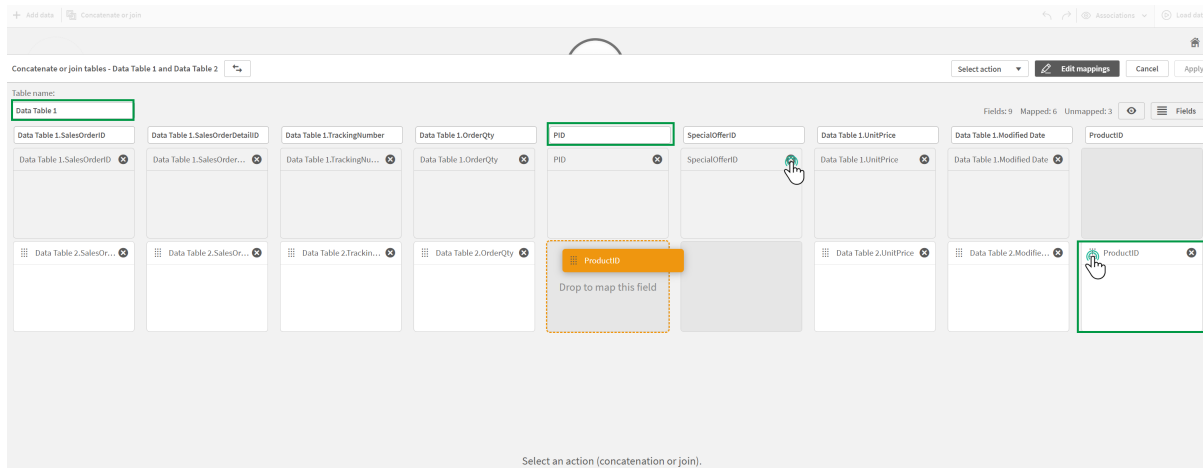 Add data Concatenate or join Associations Load dat
Concatenate or join tables - Data Table 1 and Data Table 2 Select action Edit mappings Cancel Apply
Table name:
Data Table 1
Fields: 9 Mapped: 6 Unmapped: 3 Fields
Data Table 1.SalesOrderID Data Table 1.SalesOrderDetailID Data Table 1.TrackingNumber Data Table 1.OrderQty PID SpecialOfferID Data Table 1.UnitPrice Data Table 1.Modified Date ProductID
Data Table 1.SalesOrderID Data Table 1.SalesOrder... Data Table 1.TrackingNu... Data Table 1.OrderQty PID SpecialOfferID Data Table 1.UnitPrice Data Table 1.Modified Date
Data Table 2.SalesOr... Data Table 2.SalesOr... Data Table 2.Trackin... Data Table 2.OrderQty Data Table 2.UnitPrice Data Table 2.Modifie... ProductID
ProductID
Drop to map this field
Select an action (concatenation or join).